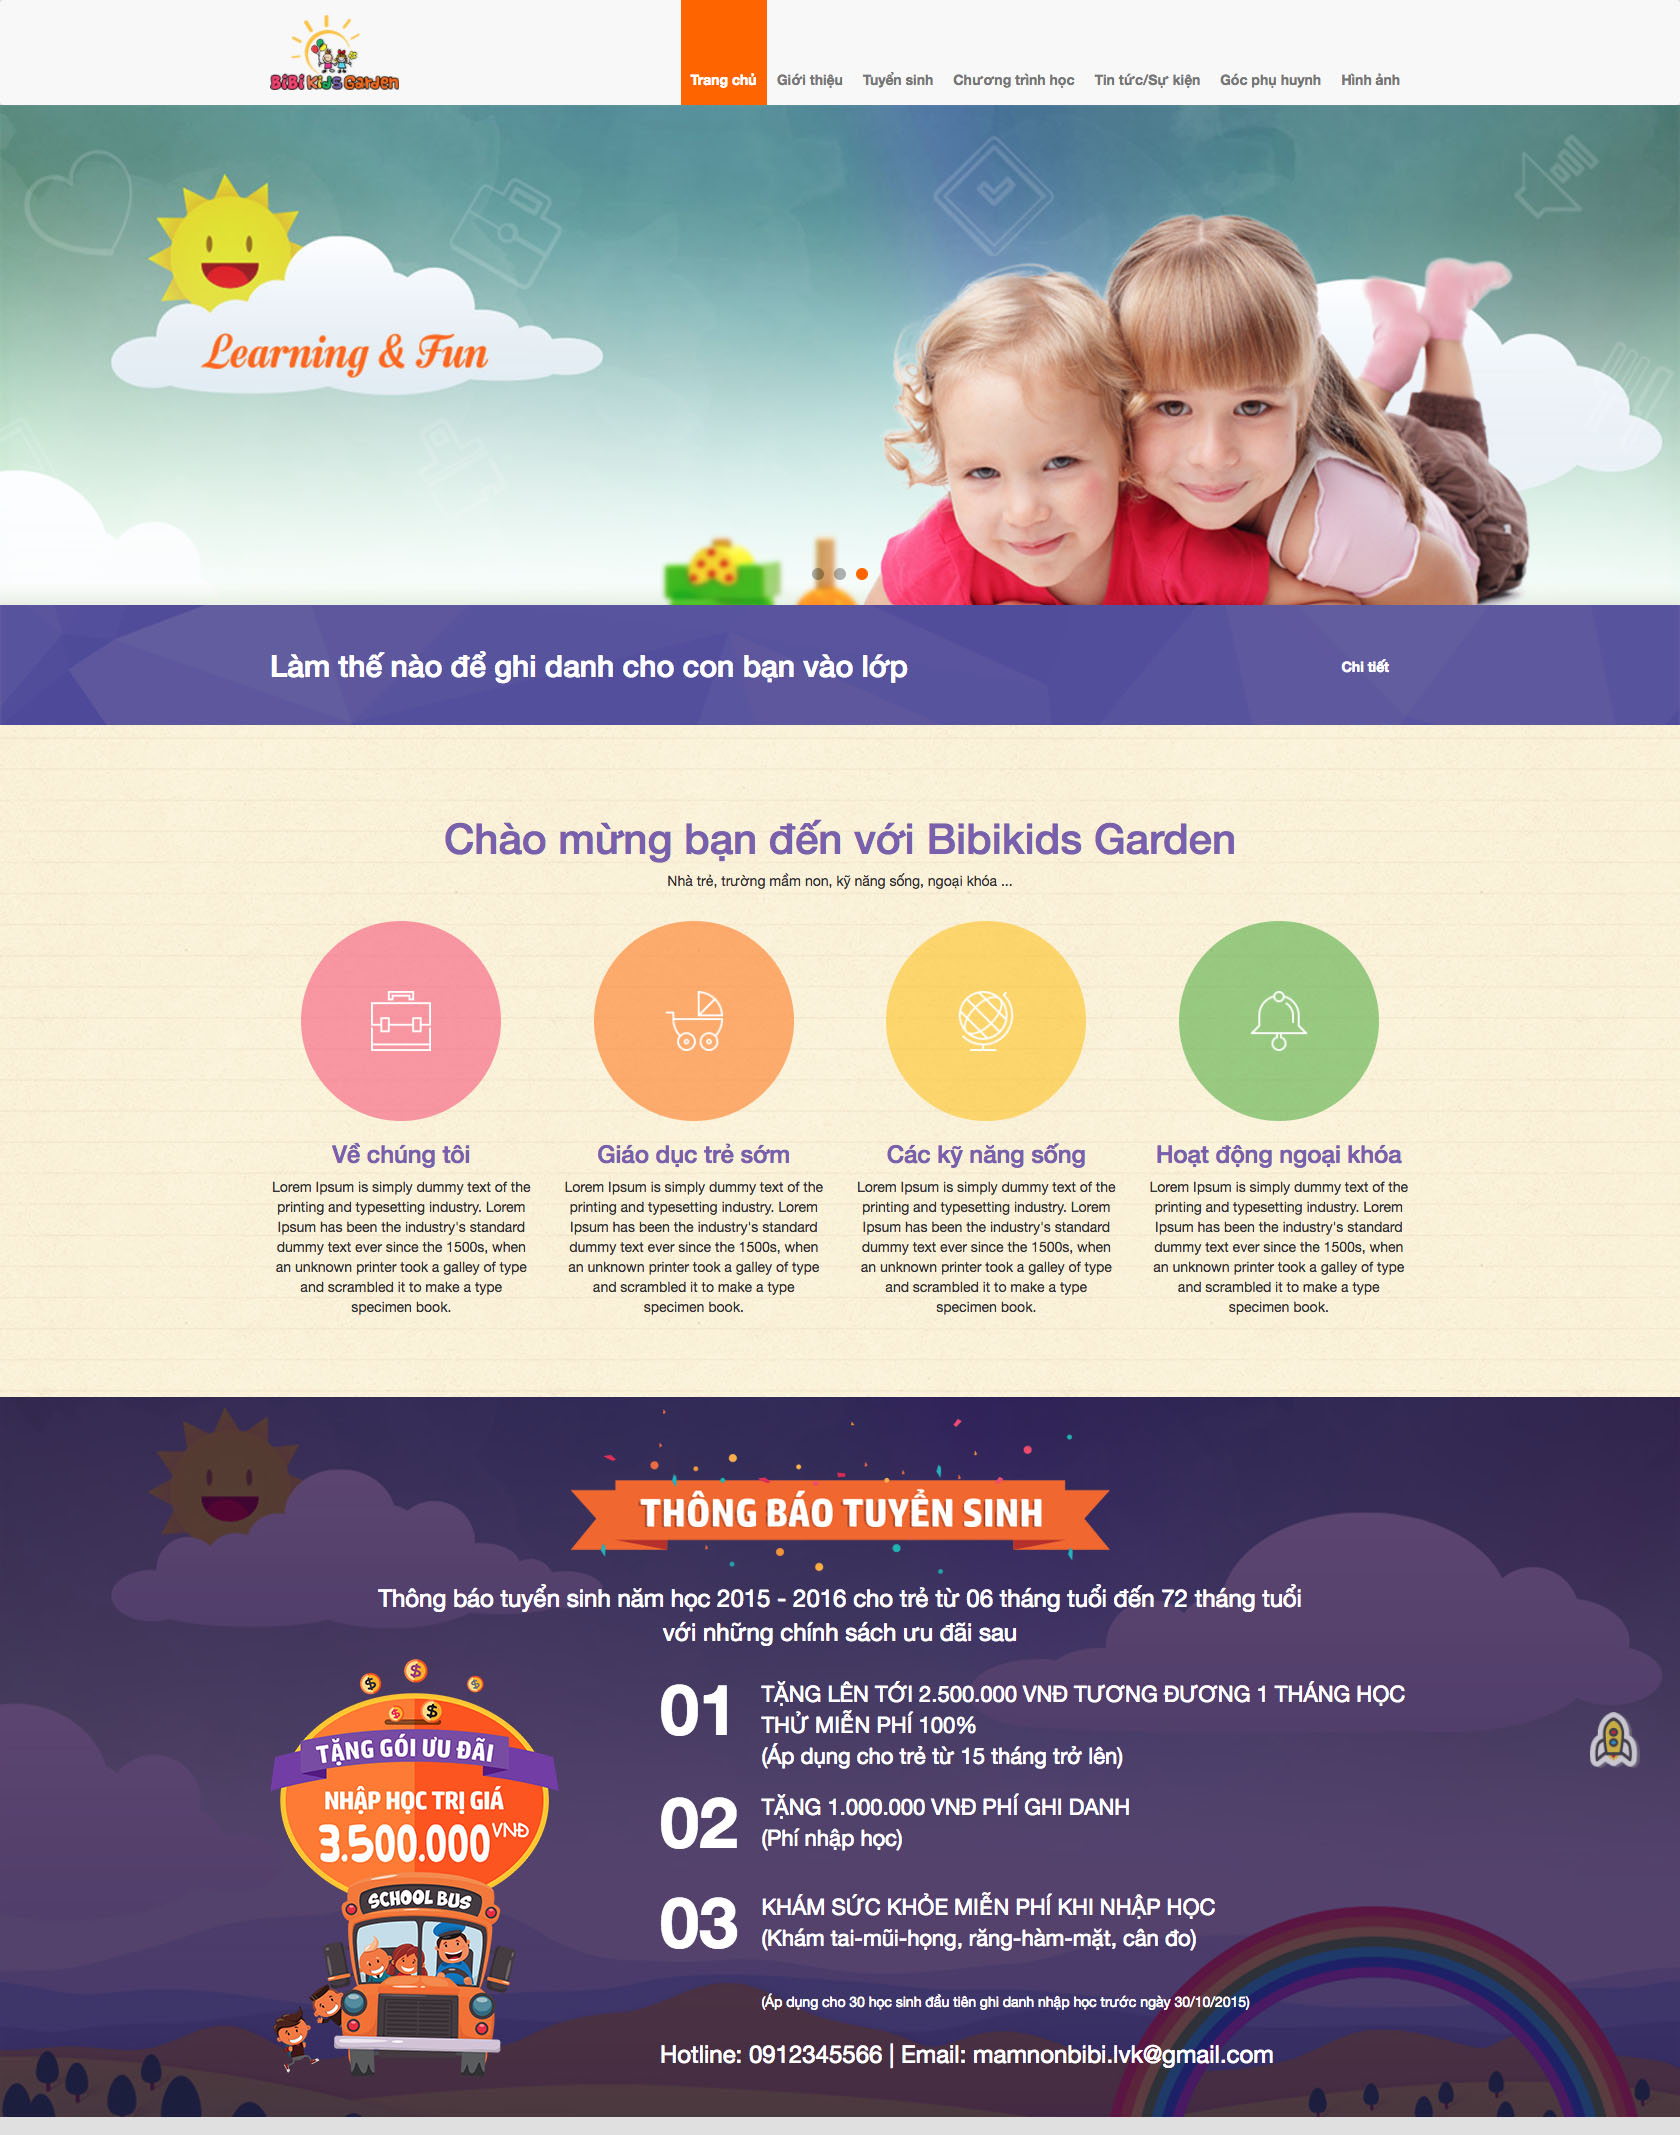 BiBi Kids Garden
Trang chủ Giới thiệu Tuyển sinh Chương trình học Tin tức/Sự kiện Góc phụ huynh Hình ảnh
Learning & Fun
Làm thế nào để ghi danh cho con bạn vào lớp
Chi tiết
Chào mừng bạn đến với Bibikids Garden
Nhà trẻ, trường mầm non, kỹ năng sống, ngoại khóa ...
Về chúng tôi
Lorem Ipsum is simply dummy text of the
printing and typesetting industry. Lorem
Ipsum has been the industry's standard
dummy text ever since the 1500s, when
an unknown printer took a galley of type
and scrambled it to make a type
specimen book.
Giáo dục trẻ sớm
Lorem Ipsum is simply dummy text of the
printing and typesetting industry. Lorem
Ipsum has been the industry's standard
dummy text ever since the 1500s, when
an unknown printer took a galley of type
and scrambled it to make a type
specimen book.
Các kỹ năng sống
Lorem Ipsum is simply dummy text of the
printing and typesetting industry. Lorem
Ipsum has been the industry's standard
dummy text ever since the 1500s, when
an unknown printer took a galley of type
and scrambled it to make a type
specimen book.
Hoạt động ngoại khóa
Lorem Ipsum is simply dummy text of the
printing and typesetting industry. Lorem
Ipsum has been the industry's standard
dummy text ever since the 1500s, when
an unknown printer took a galley of type
and scrambled it to make a type
specimen book.
THÔNG BÁO TUYỂN SINH
Thông báo tuyển sinh năm học 2015 - 2016 cho trẻ từ 06 tháng tuổi đến 72 tháng tuổi
với những chính sách ưu đãi sau
$ $ $
$ $
TẶNG GÓI ƯU ĐÃI
NHẬP HỌC TRỊ GIÁ
3.500.000 VNĐ
SCHOOL BUS
01 TẶNG LÊN TỚI 2.500.000 VNĐ TƯƠNG ĐƯƠNG 1 THÁNG HỌC
THỬ MIỄN PHÍ 100%
(Áp dụng cho trẻ từ 15 tháng trở lên)
02 TẶNG 1.000.000 VNĐ PHÍ GHI DANH
(Phí nhập học)
03 KHÁM SỨC KHỎE MIỄN PHÍ KHI NHẬP HỌC
(Khám tai-mũi-họng, răng-hàm-mặt, cân đo)
(Áp dụng cho 30 học sinh đầu tiên ghi danh nhập học trước ngày 30/10/2015)
Hotline: 0912345566 | Email: mamnonbibi.lvk@gmail.com